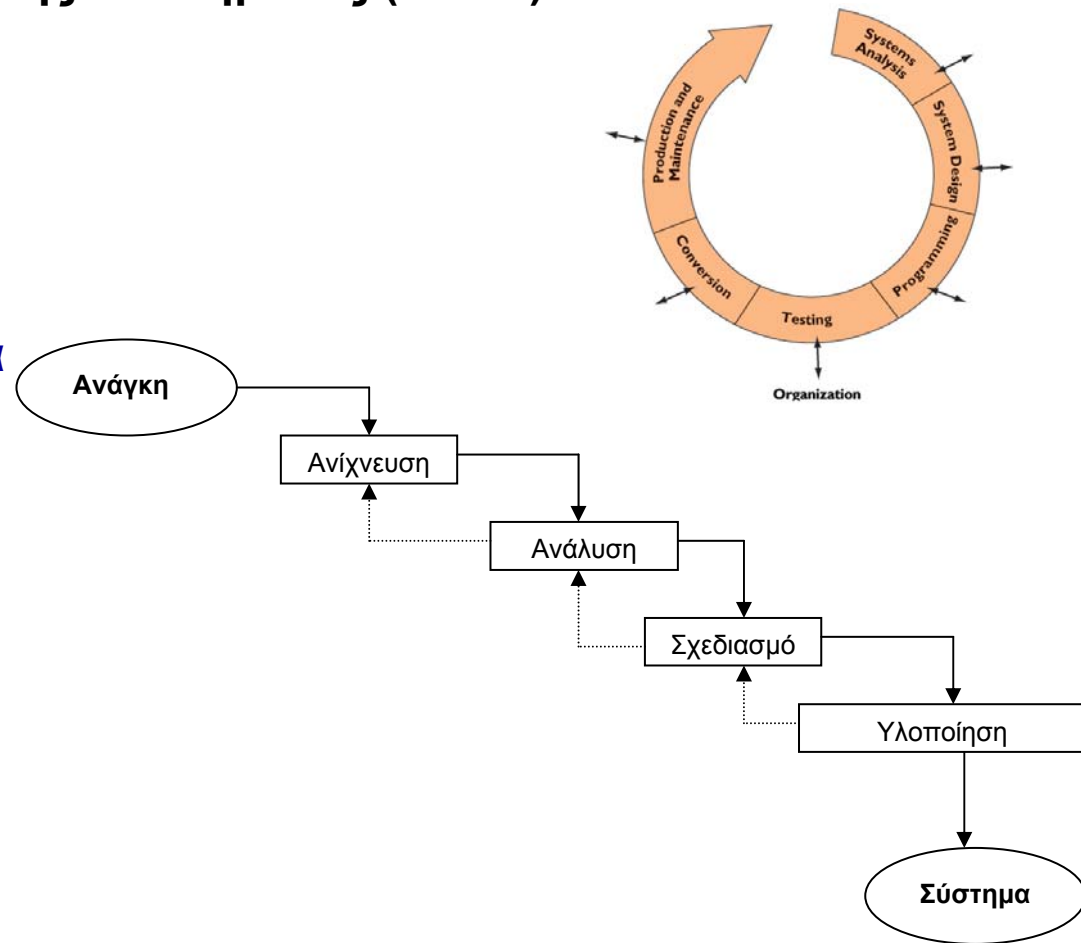 Systems
Analysis
System Design
Programming
Testing
Conversion
Production and
Maintenance
Organization
Ανάγκη
Ανίχνευση
Ανάλυση
Σχεδιασμό
Υλοποίηση
Σύστημα